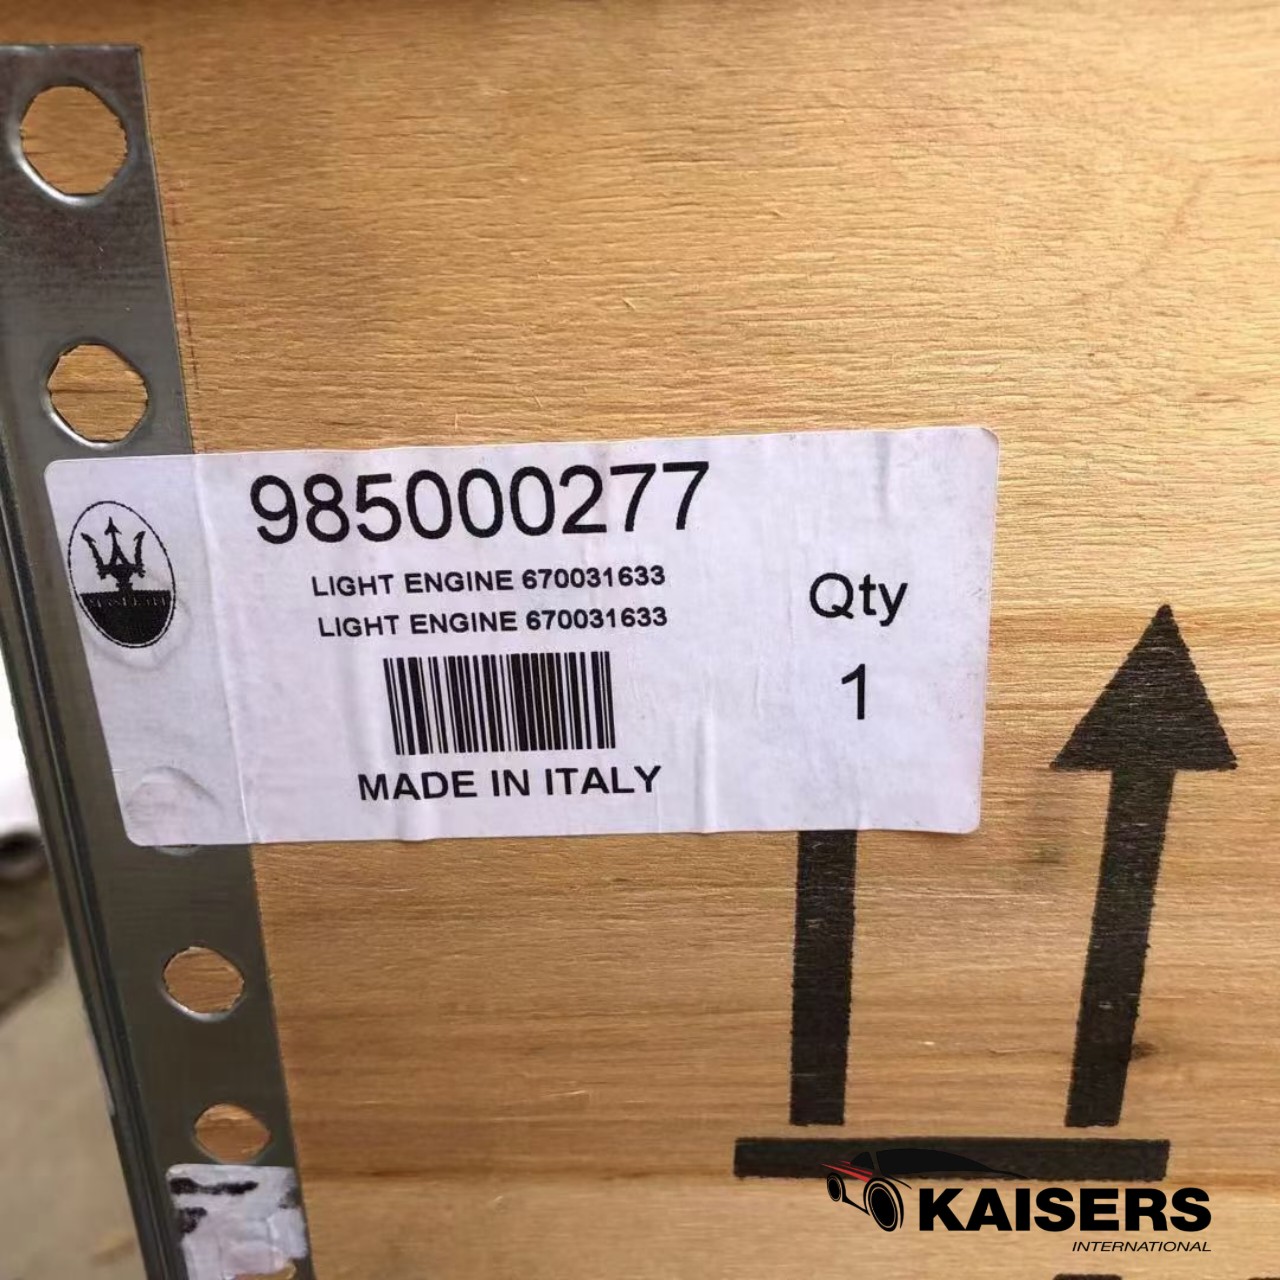 985000277
LIGHT ENGINE 670031633
LIGHT ENGINE 670031633
MADE IN ITALY
Qty
1
KAISERS
INTERNATIONAL